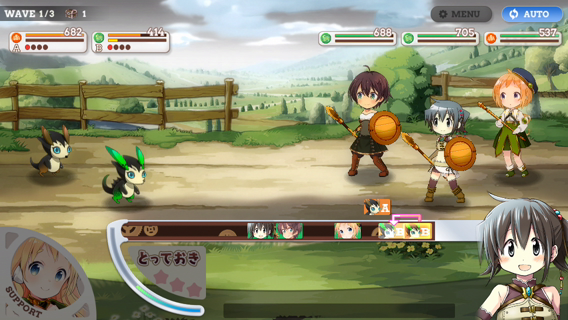 WAVE 1/3 1
MENU
AUTO
682
A
414
B
688
705
537
A
とっておき
SUPPORT